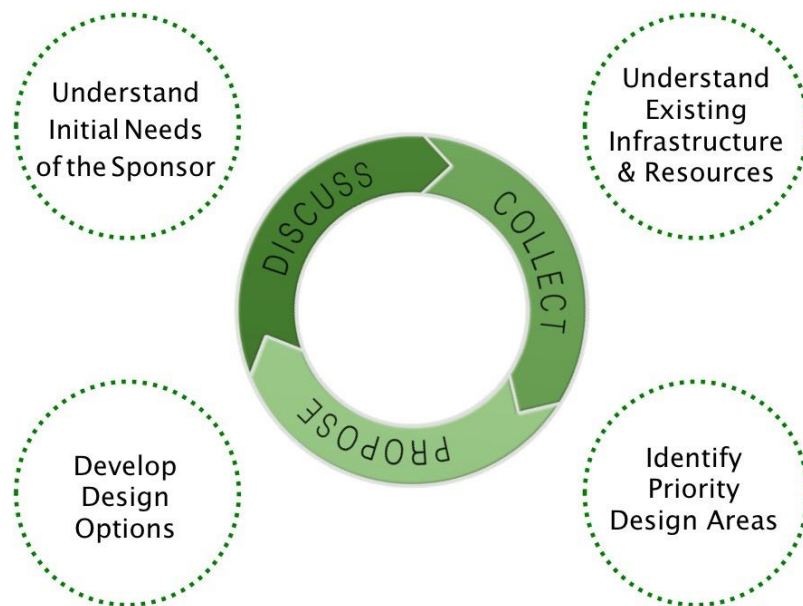 Understand
Initial Needs
of the Sponsor
Understand
Existing
Infrastructure
& Resources
DISCUSS
COLLECT
PROPOSE
Develop
Design
Options
Identify
Priority
Design Areas